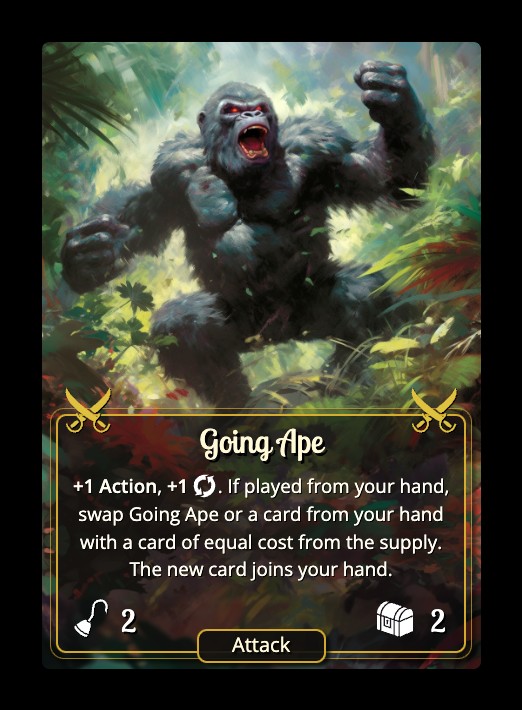 Going Ape
+1 Action, +1 . If played from your hand,
swap Going Ape or a card from your hand
with a card of equal cost from the supply.
The new card joins your hand.
2 2
Attack